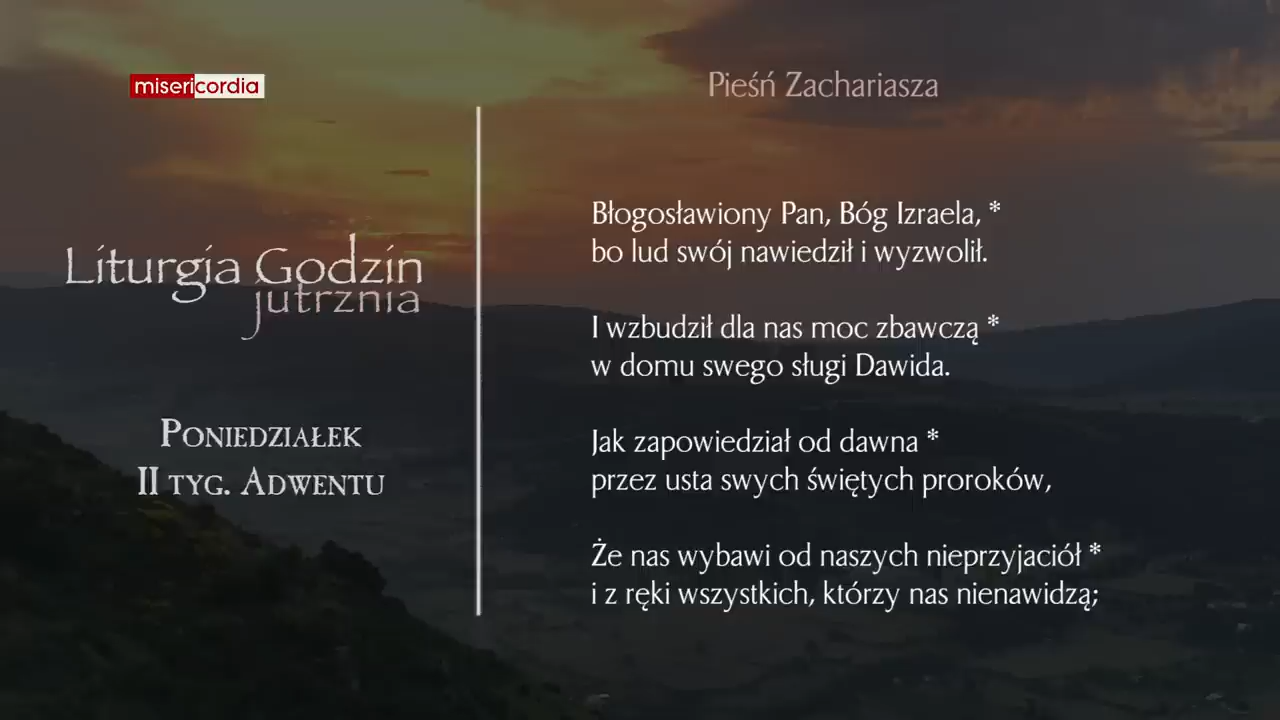 misericordia
Liturgia Godzin
jutrznia
Poniedziałek
II tyg. Adwentu
Pieśń Zachariasza
Błogosławiony Pan, Bóg Izraela, *
bo lud swój nawiedził i wyzwolił.
I wzbudził dla nas moc zbawczą *
w domu swego sługi Dawida.
Jak zapowiedział od dawna *
przez usta swych świętych proroków,
Że nas wybawi od naszych nieprzyjaciół *
i z ręki wszystkich, którzy nas nienawidzą;